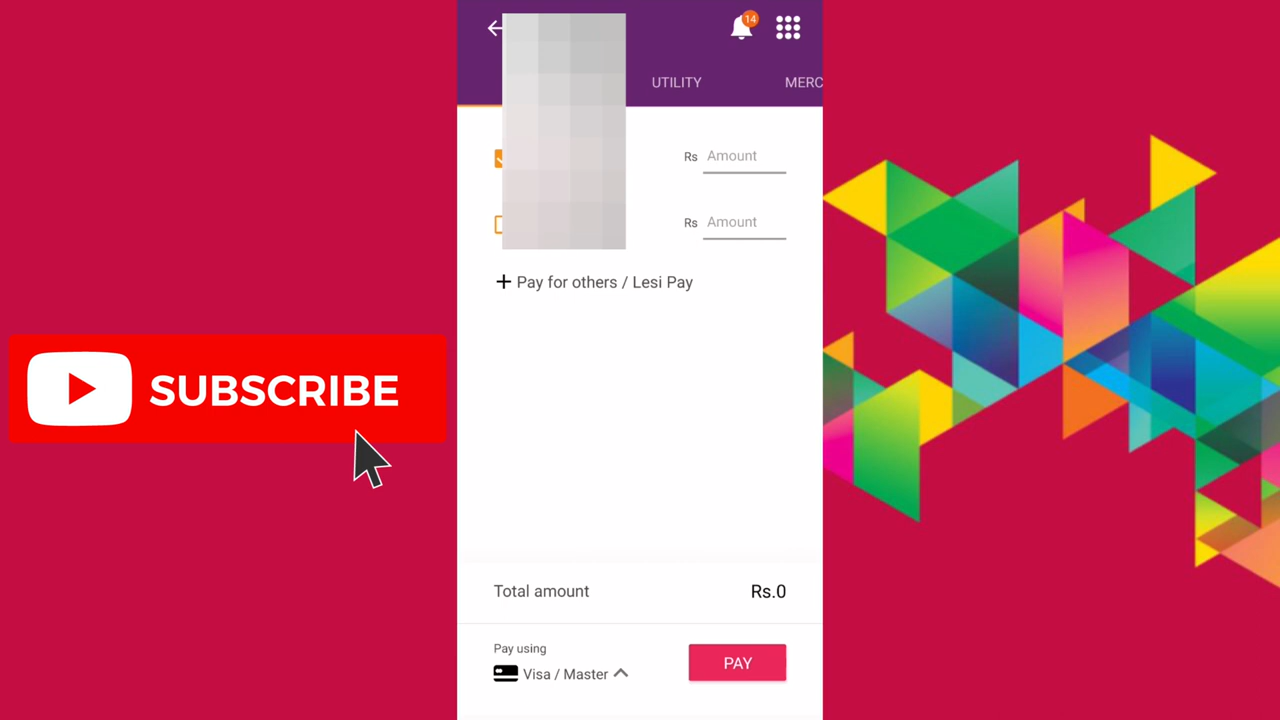 14
UTILITY
MERC
Rs Amount
Rs Amount
+ Pay for others / Lesi Pay
SUBSCRIBE
Total amount Rs.0
Pay using
Visa / Master
PAY